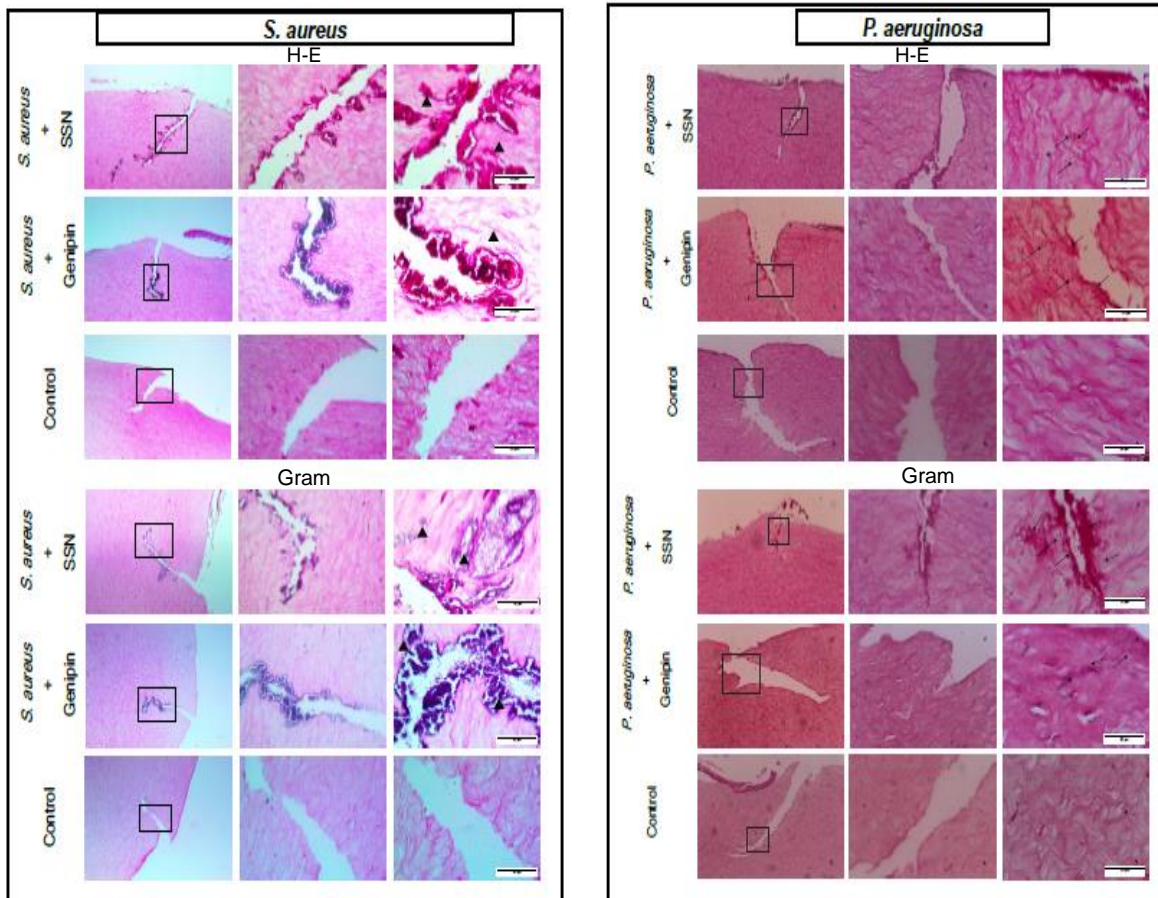 S. aureus
H-E
S. aureus + SSN
S. aureus + Genipin
Control
Gram
S. aureus + SSN
S. aureus + Genipin
Control
P. aeruginosa
H-E
P. aeruginosa + SSN
P. aeruginosa + Genipin
Control
Gram
P. aeruginosa + SSN
P. aeruginosa + Genipin
Control